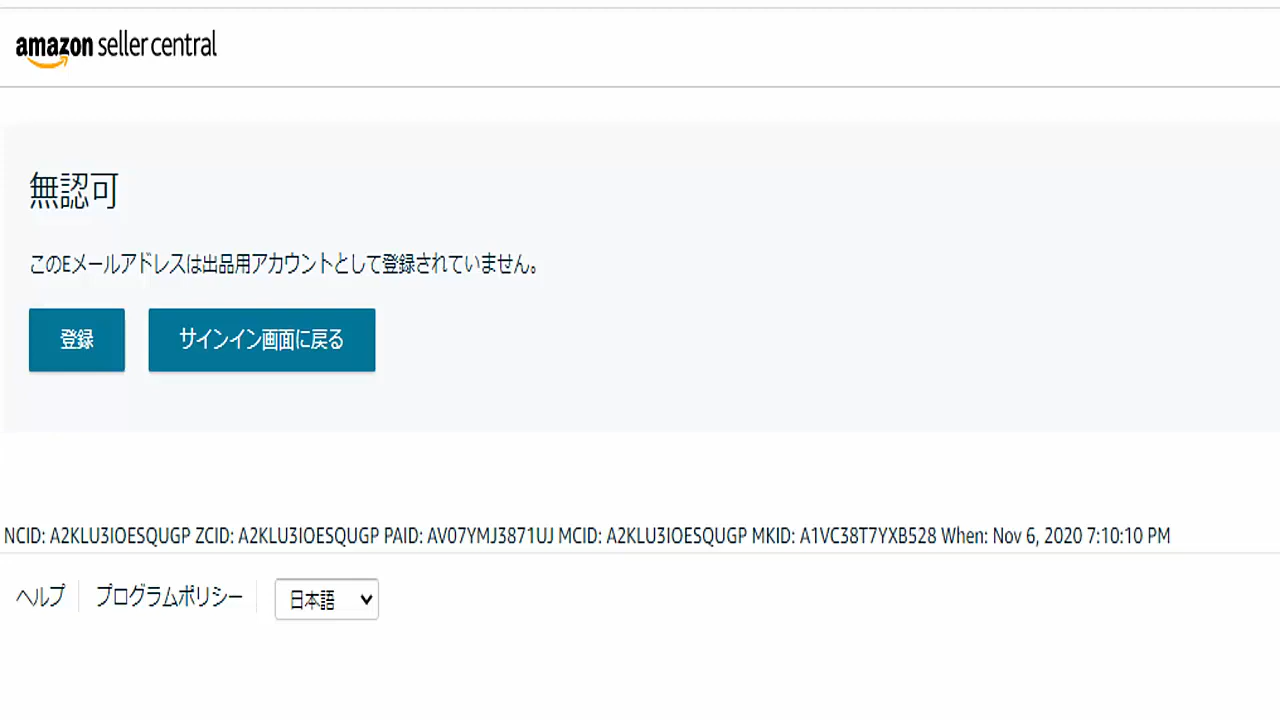 amazon seller central
無認可
このEメールアドレスは出品用アカウントとして登録されていません。
登録 サインイン画面に戻る
NCID: A2KLU3IOESQUGP ZCID: A2KLU3IOESQUGP PAID: AV07YMJ3871UJ MCID: A2KLU3IOESQUGP MKID: A1VC38T7YXB528 When: Nov 6, 2020 7:10:10 PM
ヘルプ プログラムポリシー 日本語